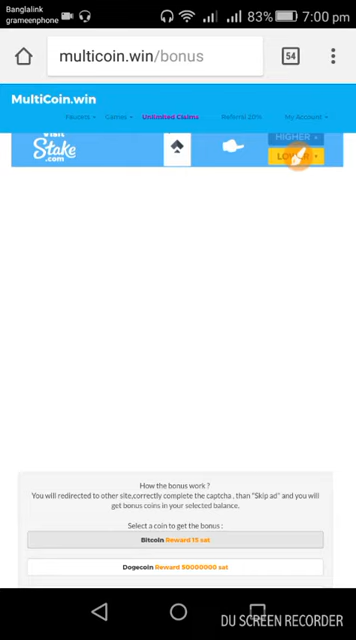 Banglalink
grameenphone
83%
7:00 pm
multicoin.win/bonus
54
MultiCoin.win
Faucets
Games
Unlimited Claims
Referral 20%
My Account
Visit
Stake
.com
HIGHER
How the bonus work ?
You will redirected to other site,correctly complete the captcha , than "Skip ad" and you will
get bonus coins in your selected balance.
Select a coin to get the bonus :
Bitcoin Reward 15 sat
Dogecoin Reward 50000000 sat
DU SCREEN RECORDER